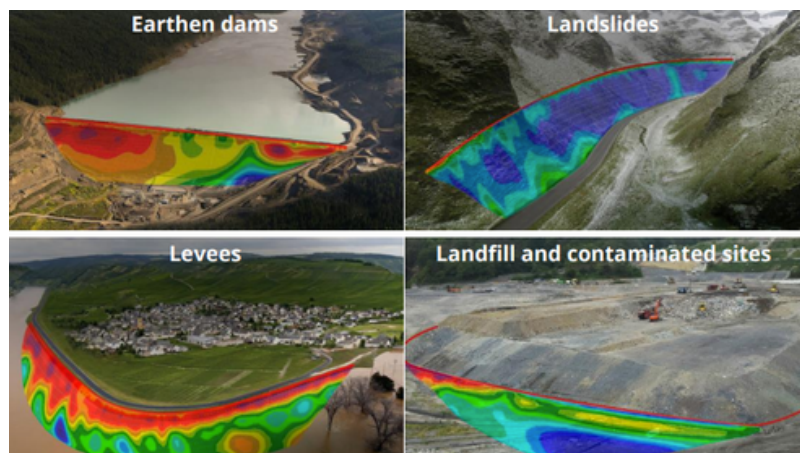 Earthen dams
Landslides
Levees
Landfill and contaminated sites